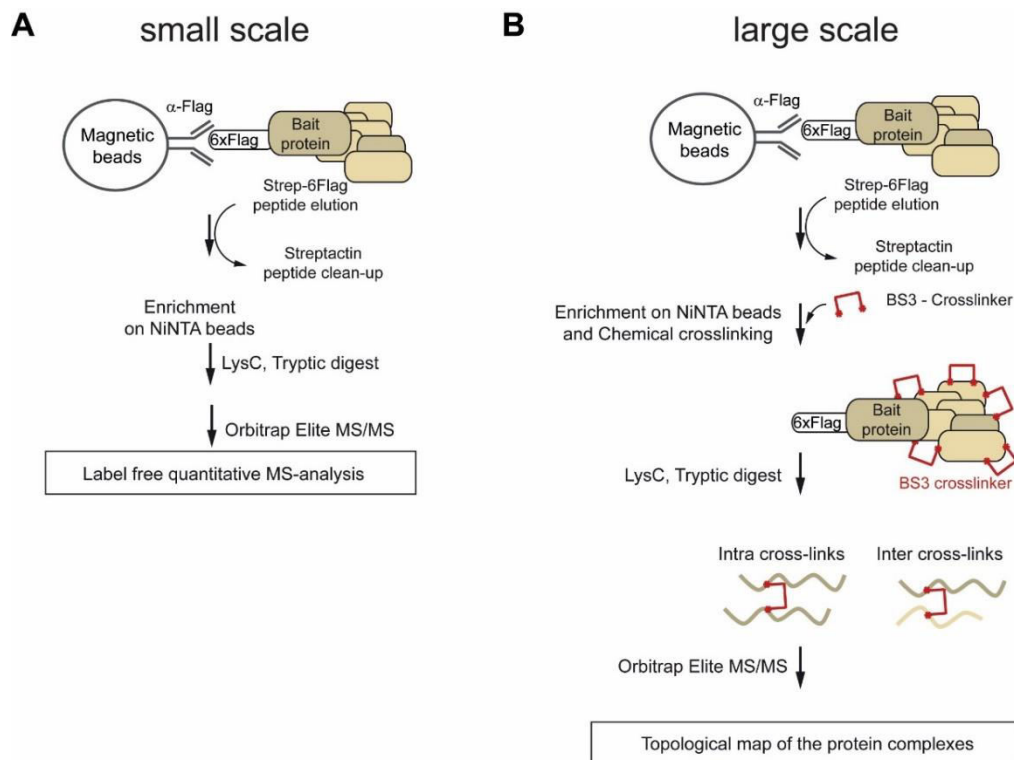 A
small scale
α-Flag
Magnetic
beads
6xFlag
Bait
protein
Strep-6Flag
peptide elution
Streptactin
peptide clean-up
Enrichment
on NiNTA beads
LysC, Tryptic digest
Orbitrap Elite MS/MS
Label free quantitative MS-analysis
B
large scale
α-Flag
Magnetic
beads
6xFlag
Bait
protein
Strep-6Flag
peptide elution
Streptactin
peptide clean-up
BS3 - Crosslinker
Enrichment on NiNTA beads
and Chemical crosslinking
6xFlag
Bait
protein
BS3 crosslinker
LysC, Tryptic digest
Intra cross-links
Inter cross-links
Orbitrap Elite MS/MS
Topological map of the protein complexes